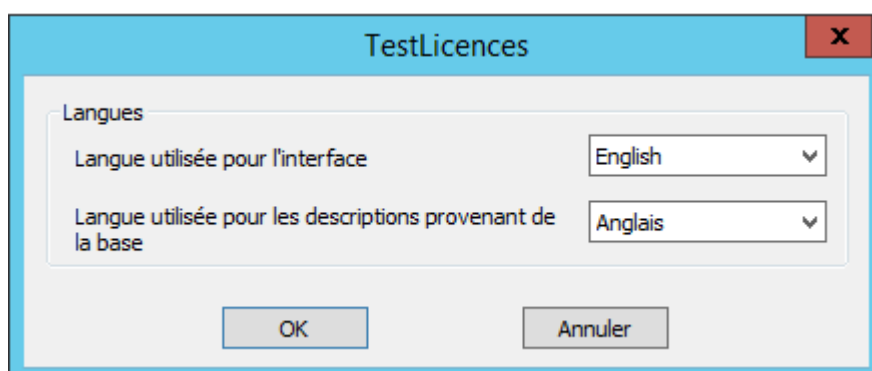 TestLicences
x
Langues
Langue utilisée pour l'interface
English
Langue utilisée pour les descriptions provenant de
la base
Anglais
OK
Annuler